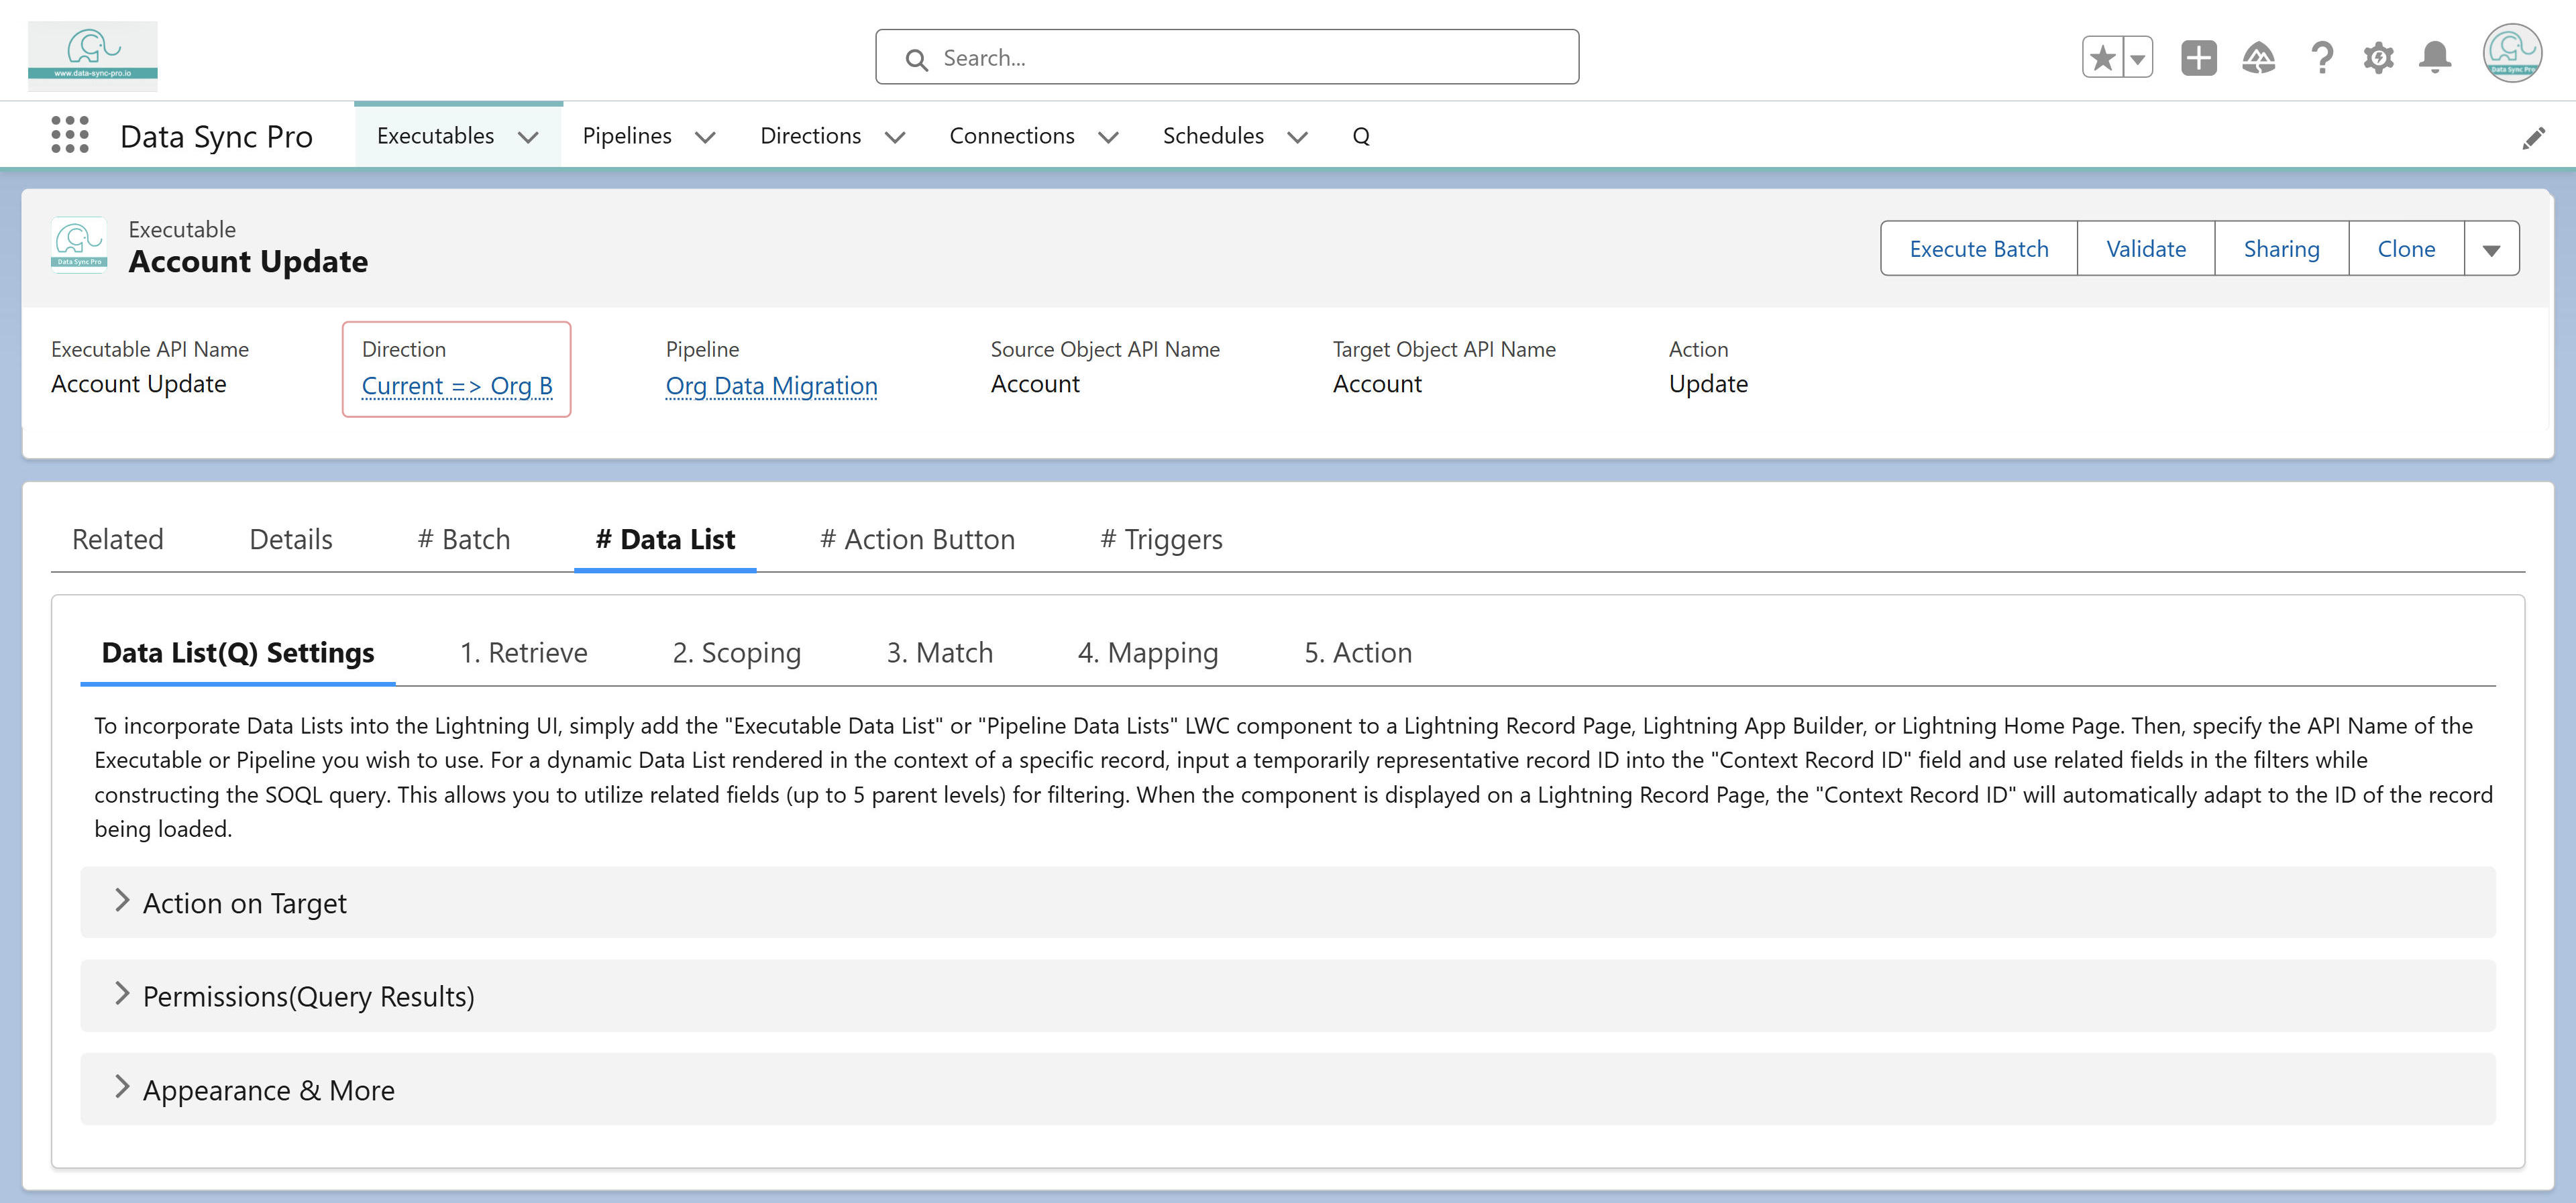 www.data-sync-pro.io
Search...
Data Sync Pro
Data Sync Pro
Executables
Pipelines
Directions
Connections
Schedules
Q
Data Sync Pro
Executable
Account Update
Execute Batch
Validate
Sharing
Clone
Executable API Name
Direction
Pipeline
Source Object API Name
Target Object API Name
Action
Account Update
Current => Org B
Org Data Migration
Account
Account
Update
Related
Details
# Batch
# Data List
# Action Button
# Triggers
Data List(Q) Settings
1. Retrieve
2. Scoping
3. Match
4. Mapping
5. Action
To incorporate Data Lists into the Lightning UI, simply add the "Executable Data List" or "Pipeline Data Lists" LWC component to a Lightning Record Page, Lightning App Builder, or Lightning Home Page. Then, specify the API Name of the
Executable or Pipeline you wish to use. For a dynamic Data List rendered in the context of a specific record, input a temporarily representative record ID into the "Context Record ID" field and use related fields in the filters while
constructing the SOQL query. This allows you to utilize related fields (up to 5 parent levels) for filtering. When the component is displayed on a Lightning Record Page, the "Context Record ID" will automatically adapt to the ID of the record
being loaded.
Action on Target
Permissions(Query Results)
Appearance & More